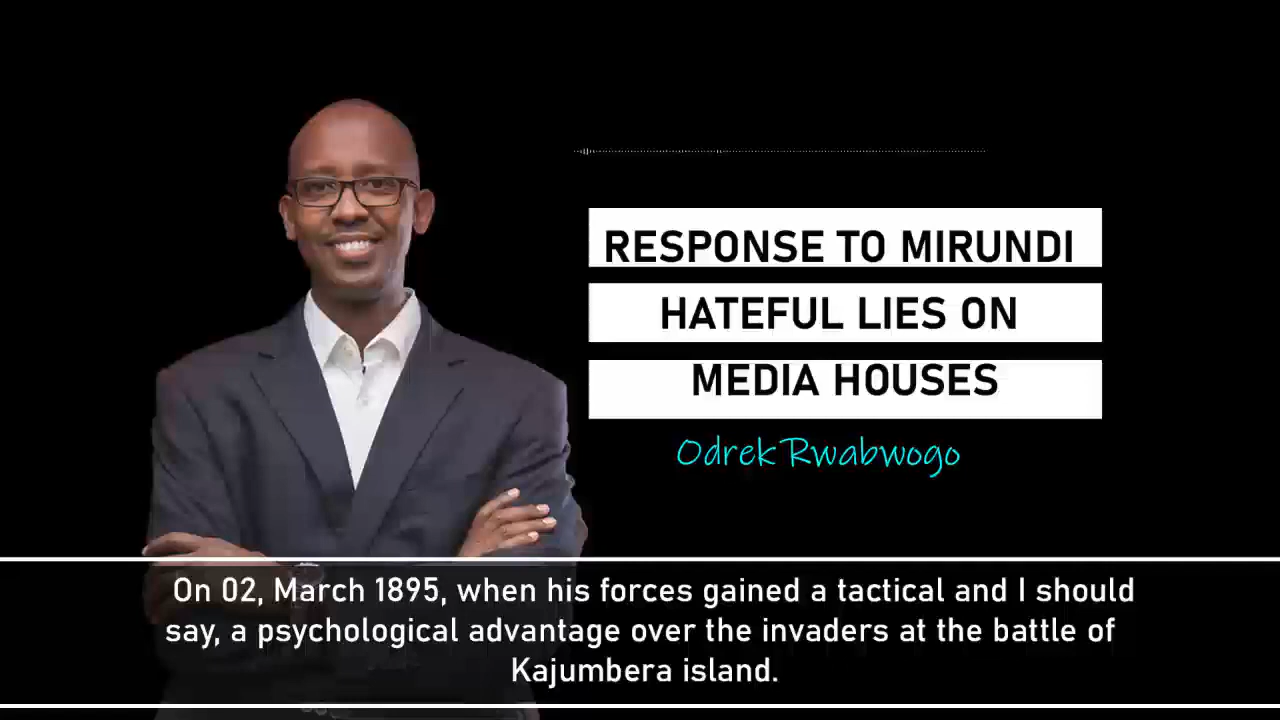 RESPONSE TO MIRUNDI
HATEFUL LIES ON
MEDIA HOUSES
Odrek Rwabwogo
On 02, March 1895, when his forces gained a tactical and I should
say, a psychological advantage over the invaders at the battle of
Kajumbera island.